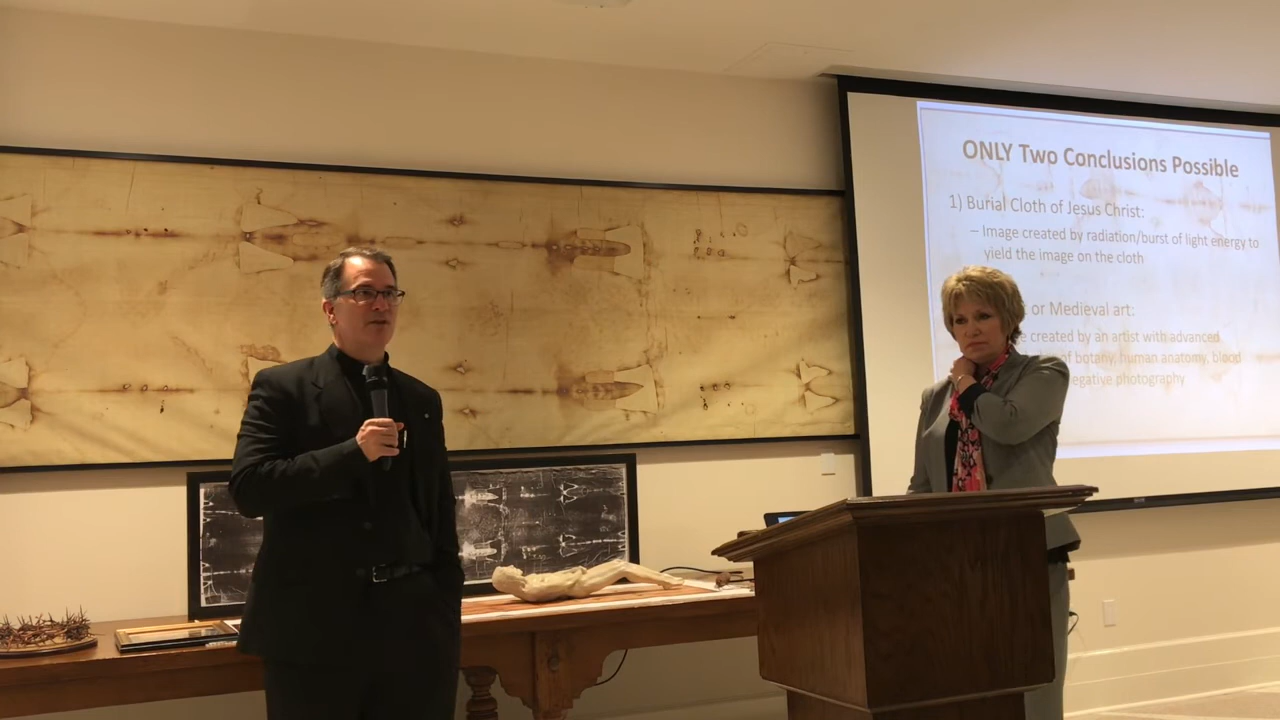 ONLY Two Conclusions Possible
1) Burial Cloth of Jesus Christ:
– Image created by radiation/burst of light energy to
yield the image on the cloth
or Medieval art:
created by an artist with advanced
of botany, human anatomy, blood
negative photography